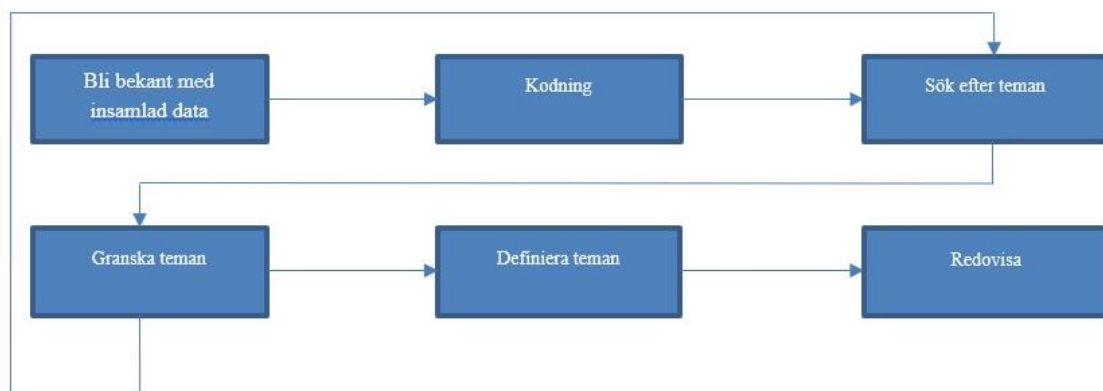 Bli bekant med
insamlad data
Kodning
Sök efter teman
Granska teman
Definiera teman
Redovisa